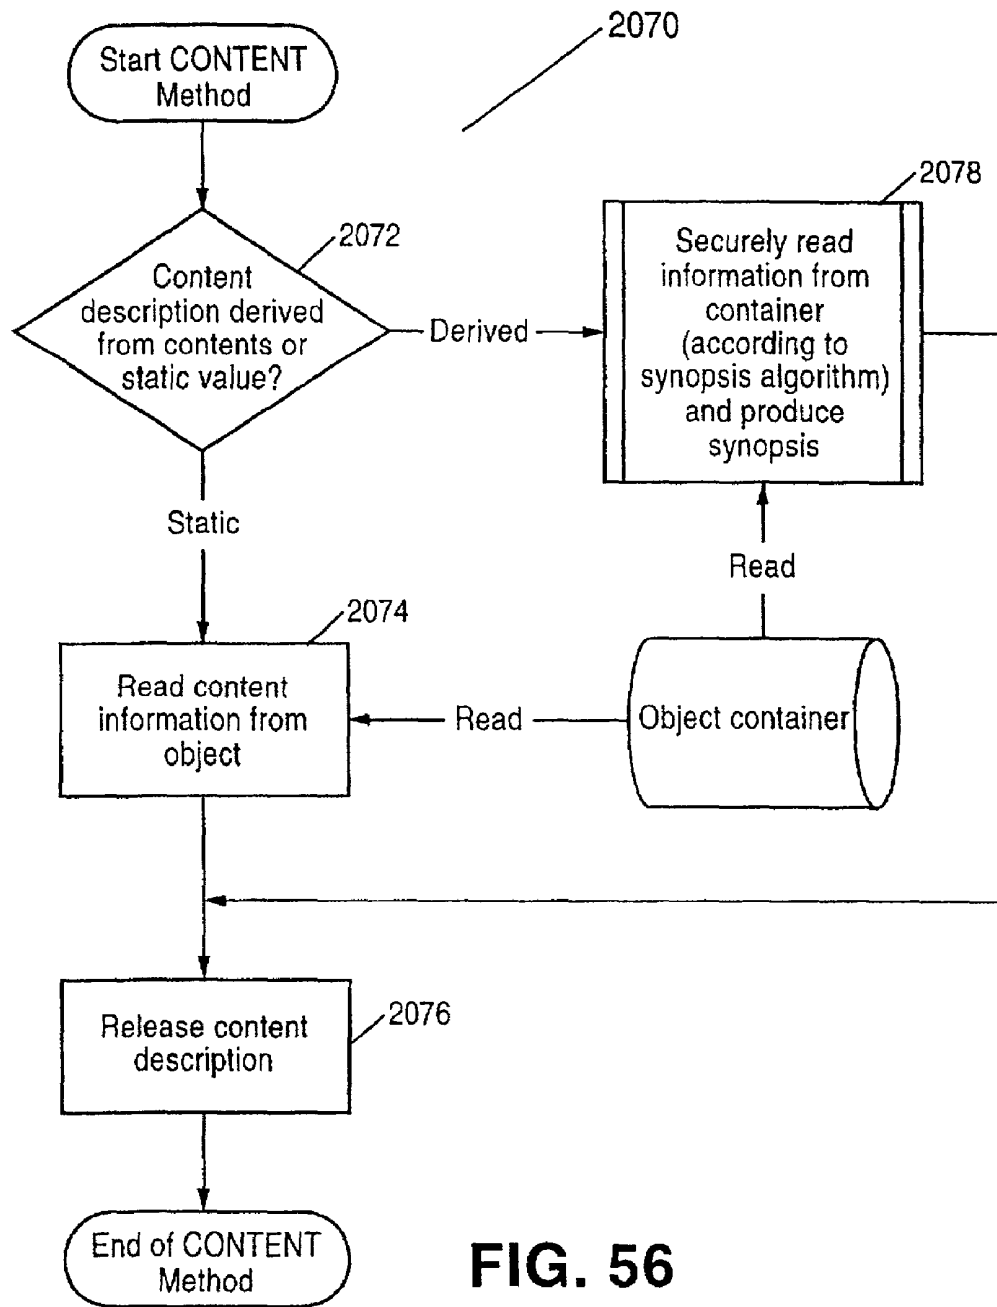 2070
Start CONTENT
Method
2072
Content
description derived
from contents or
static value?
Derived
2078
Securely read
information from
container
(according to
synopsis algorithm)
and produce
synopsis
Static
Read
2074
Read content
information from
object
Read
Object container
2076
Release content
description
End of CONTENT
Method
FIG. 56